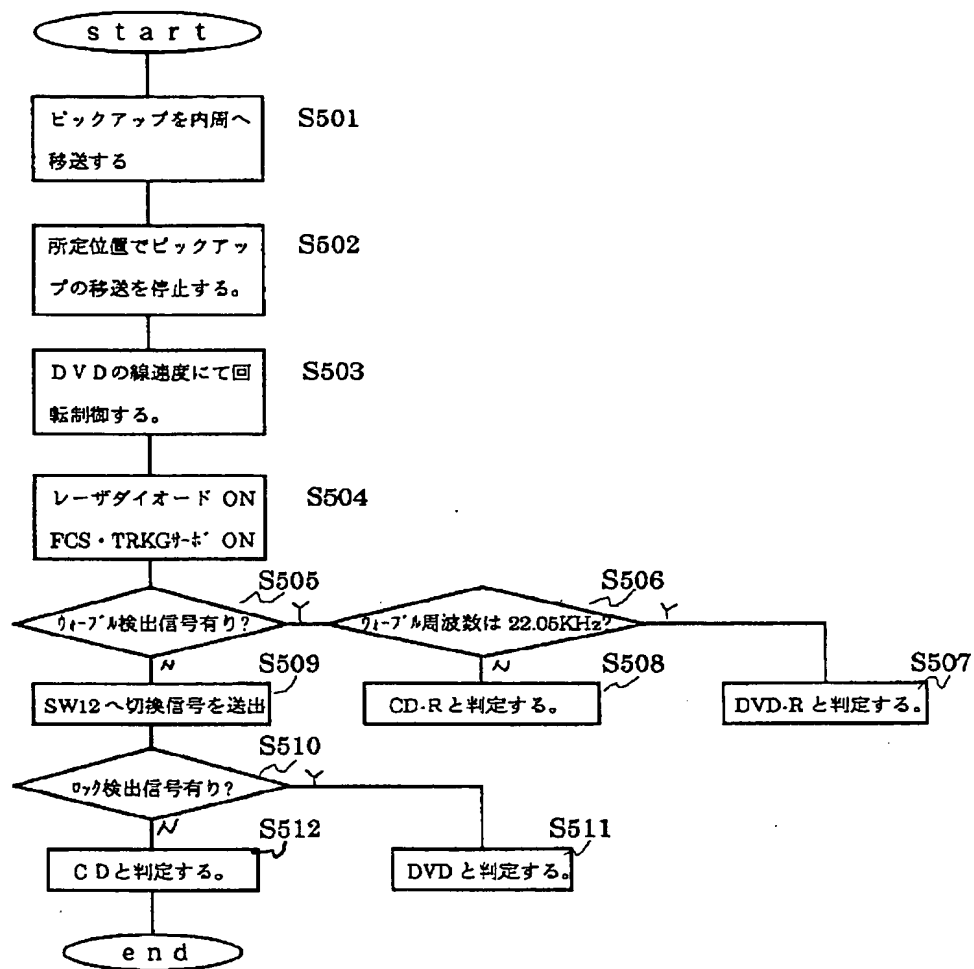 start
ピックアップを内周へ
移送する
S501
所定位置でピックアッ
プの移送を停止する。
S502
DVDの線速度にて回
転制御する。
S503
レーザダイオード ON
FCS・TRKGｻｰﾎﾞ ON
S504
S505
ｳｫｰﾌﾞﾙ検出信号有り?
Y
N
S506
ｳｫｰﾌﾞﾙ周波数は 22.05KHz?
Y
N
S509
SW12へ切換信号を送出
S508
CD-Rと判定する。
S507
DVD-Rと判定する。
S510
ﾛｯｸ検出信号有り?
Y
N
S512
CDと判定する。
S511
DVDと判定する。
end